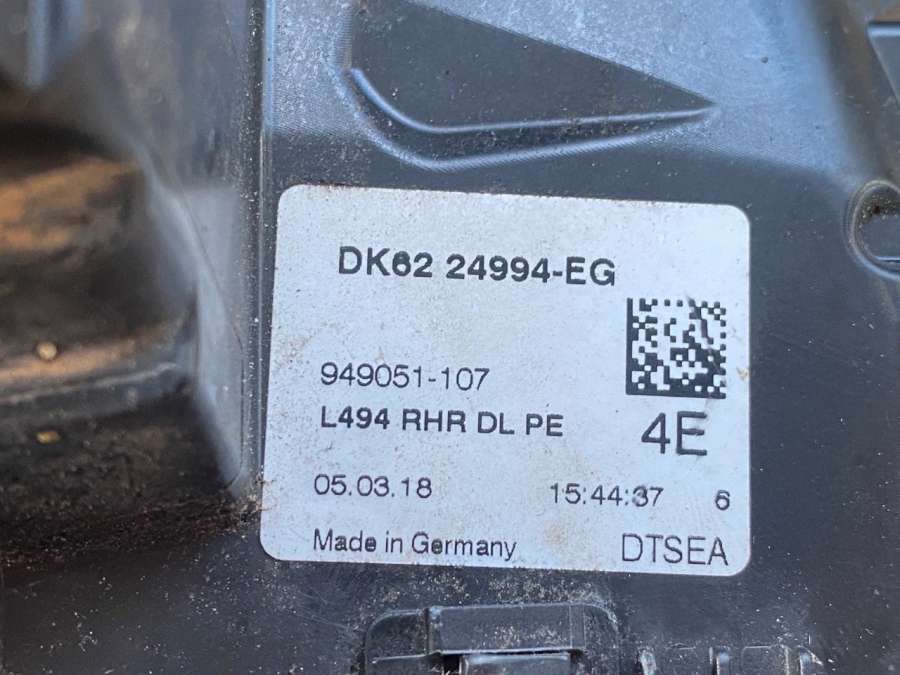 DK62 24994-EG
949051-107
L494 RHR DL PE
4E
05.03.18 15:44:37 6
Made in Germany DTSEA